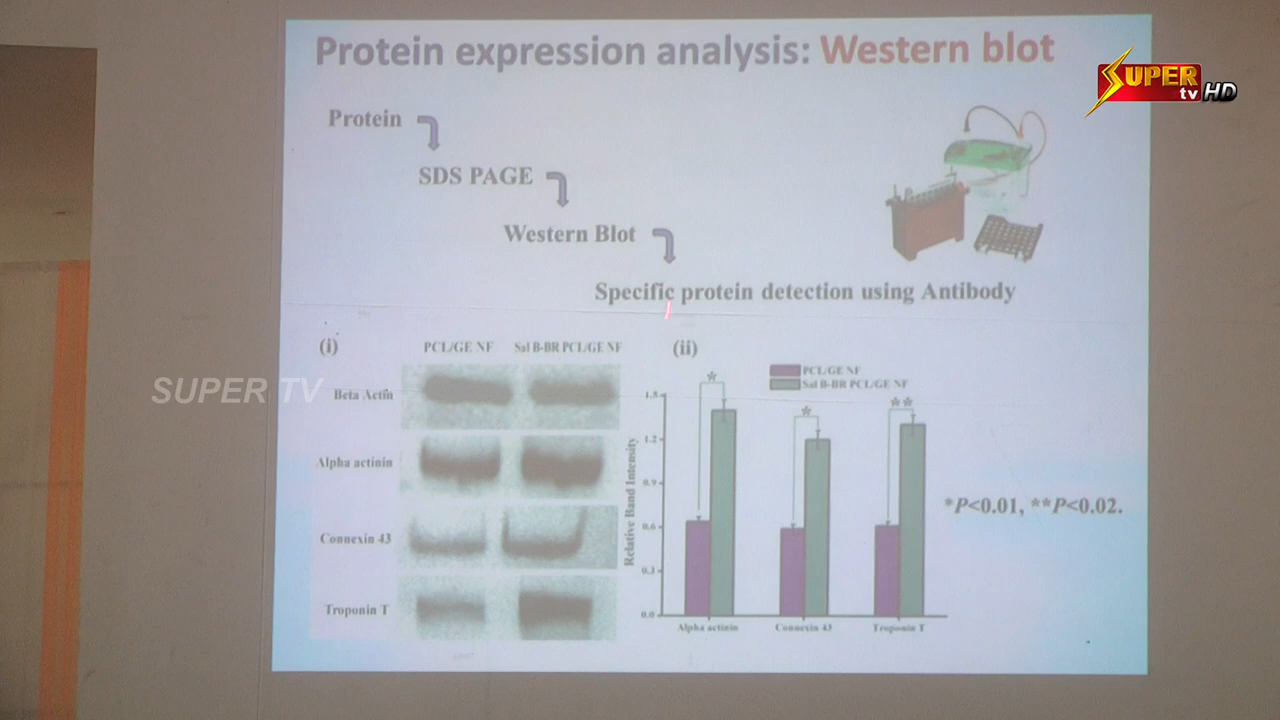 Protein expression analysis: Western blot
SUPER
tv HD
Protein
SDS PAGE
Western Blot
Specific protein detection using Antibody
(i)
PCL/GE NF Sal B-BR PCL/GE NF
Beta Actin
Alpha actinin
Connexin 43
Troponin T
SUPER TV
(ii)
PCL/GE NF
Sal B-BR PCL/GE NF
Relative Band Intensity
1.5
1.2
0.9
0.6
0.3
0.0
*
*
**
Alpha actinin Connexin 43 Troponin T
*P<0.01, **P<0.02.